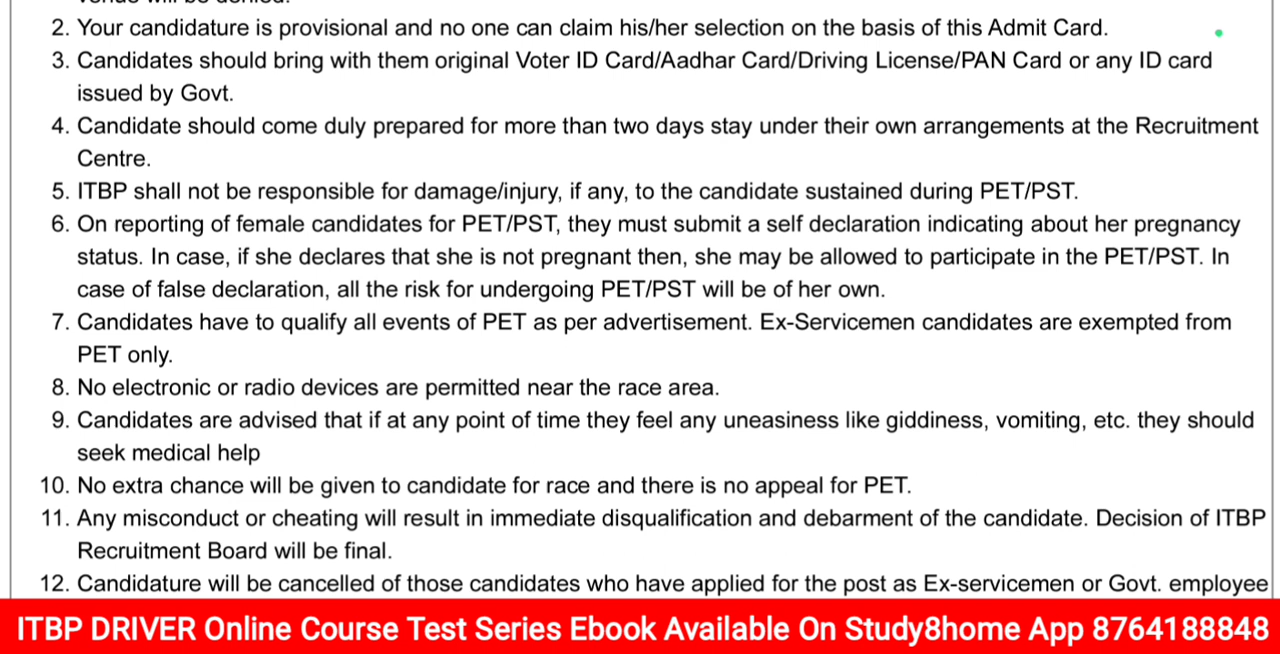 venue will be denied.
2. Your candidature is provisional and no one can claim his/her selection on the basis of this Admit Card.
3. Candidates should bring with them original Voter ID Card/Aadhar Card/Driving License/PAN Card or any ID card
issued by Govt.
4. Candidate should come duly prepared for more than two days stay under their own arrangements at the Recruitment
Centre.
5. ITBP shall not be responsible for damage/injury, if any, to the candidate sustained during PET/PST.
6. On reporting of female candidates for PET/PST, they must submit a self declaration indicating about her pregnancy
status. In case, if she declares that she is not pregnant then, she may be allowed to participate in the PET/PST. In
case of false declaration, all the risk for undergoing PET/PST will be of her own.
7. Candidates have to qualify all events of PET as per advertisement. Ex-Servicemen candidates are exempted from
PET only.
8. No electronic or radio devices are permitted near the race area.
9. Candidates are advised that if at any point of time they feel any uneasiness like giddiness, vomiting, etc. they should
seek medical help
10. No extra chance will be given to candidate for race and there is no appeal for PET.
11. Any misconduct or cheating will result in immediate disqualification and debarment of the candidate. Decision of ITBP
Recruitment Board will be final.
12. Candidature will be cancelled of those candidates who have applied for the post as Ex-servicemen or Govt. employee
ITBP DRIVER Online Course Test Series Ebook Available On Study8home App 8764188848